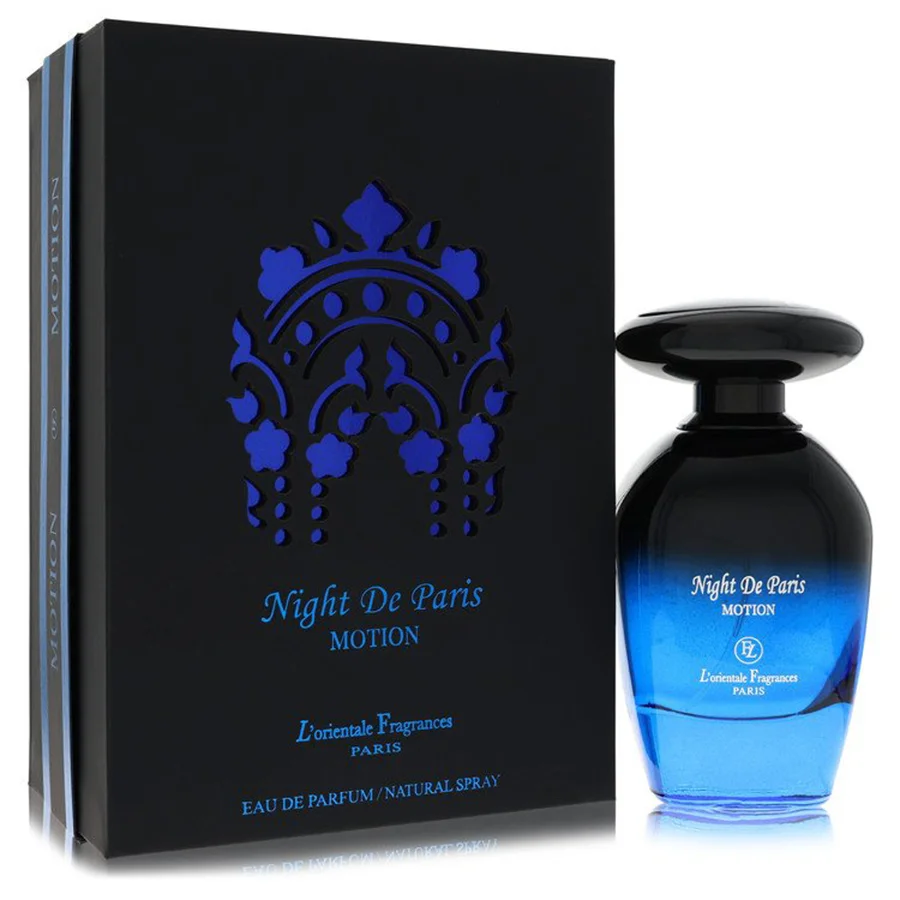 MOTION
MOTION
Night De Paris
MOTION
L'orientale Fragrances
PARIS
EAU DE PARFUM / NATURAL SPRAY
Night De Paris
MOTION
FL
L'orientale Fragrances
PARIS